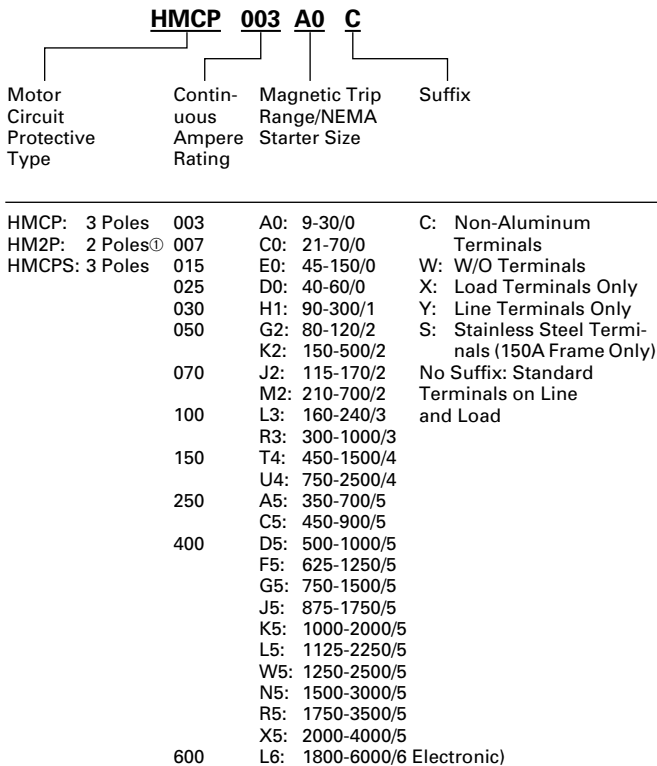 HMCP 003 A0 C
Motor Contin- Magnetic Trip Suffix
Circuit uous Range/NEMA
Protective Ampere Starter Size
Type Rating
HMCP: 3 Poles 003 A0: 9-30/0 C: Non-Aluminum
HM2P: 2 Poles① 007 C0: 21-70/0 Terminals
HMCPS: 3 Poles 015 E0: 45-150/0 W: W/O Terminals
025 D0: 40-60/0 X: Load Terminals Only
030 H1: 90-300/1 Y: Line Terminals Only
050 G2: 80-120/2 S: Stainless Steel Termi-
K2: 150-500/2 nals (150A Frame Only)
070 J2: 115-170/2 No Suffix: Standard
M2: 210-700/2 Terminals on Line
100 L3: 160-240/3 and Load
R3: 300-1000/3
150 T4: 450-1500/4
U4: 750-2500/4
250 A5: 350-700/5
C5: 450-900/5
400 D5: 500-1000/5
F5: 625-1250/5
G5: 750-1500/5
J5: 875-1750/5
K5: 1000-2000/5
L5: 1125-2250/5
W5: 1250-2500/5
N5: 1500-3000/5
R5: 1750-3500/5
X5: 2000-4000/5
600 L6: 1800-6000/6 Electronic)